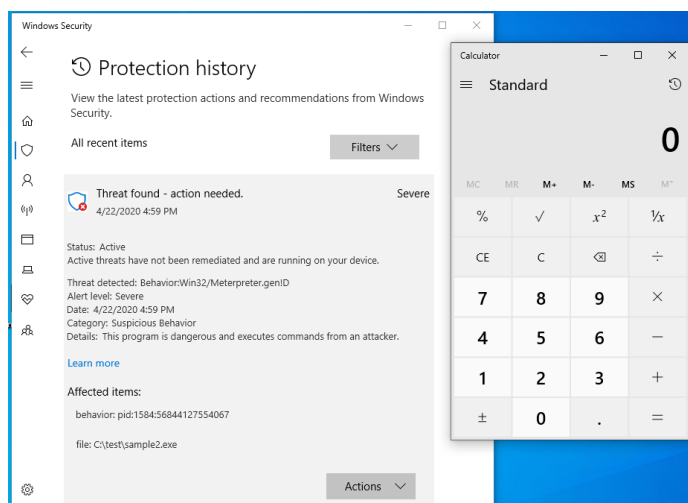 Windows Security
Protection history
View the latest protection actions and recommendations from Windows
Security.
All recent items
Filters
Threat found - action needed.
Severe
4/22/2020 4:59 PM
Status: Active
Active threats have not been remediated and are running on your device.
Threat detected: Behavior:Win32/Meterpreter.gen!D
Alert level: Severe
Date: 4/22/2020 4:59 PM
Category: Suspicious Behavior
Details: This program is dangerous and executes commands from an attacker.
Learn more
Affected items:
behavior: pid:1584:56844127554067
file: C:\test\sample2.exe
Actions
Calculator
Standard
0
MC MR M+ M- MS M˅
% √ x² ¹/x
CE C ÷
7 8 9 ×
4 5 6 −
1 2 3 +
± 0 . =